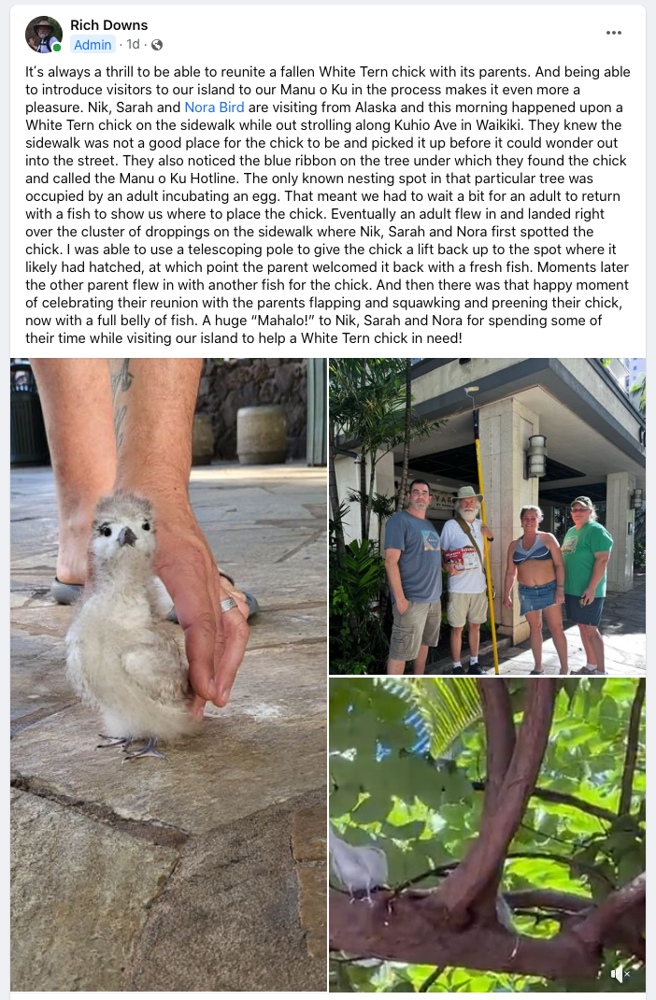 Rich Downs
Admin · 1d ·
It's always a thrill to be able to reunite a fallen White Tern chick with its parents. And being able
to introduce visitors to our island to our Manu o Ku in the process makes it even more a
pleasure. Nik, Sarah and Nora Bird are visiting from Alaska and this morning happened upon a
White Tern chick on the sidewalk while out strolling along Kuhio Ave in Waikiki. They knew the
sidewalk was not a good place for the chick to be and picked it up before it could wonder out
into the street. They also noticed the blue ribbon on the tree under which they found the chick
and called the Manu o Ku Hotline. The only known nesting spot in that particular tree was
occupied by an adult incubating an egg. That meant we had to wait a bit for an adult to return
with a fish to show us where to place the chick. Eventually an adult flew in and landed right
over the cluster of droppings on the sidewalk where Nik, Sarah and Nora first spotted the
chick. I was able to use a telescoping pole to give the chick a lift back up to the spot where it
likely had hatched, at which point the parent welcomed it back with a fresh fish. Moments later
the other parent flew in with another fish for the chick. And then there was that happy moment
of celebrating their reunion with the parents flapping and squawking and preening their chick,
now with a full belly of fish. A huge “Mahalo!” to Nik, Sarah and Nora for spending some of
their time while visiting our island to help a White Tern chick in need!